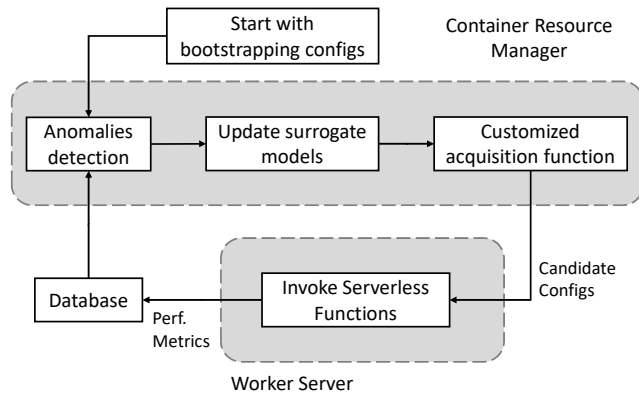 Start with
bootstrapping configs
Container Resource
Manager
Anomalies
detection
Update surrogate
models
Customized
acquisition function
Database
Perf.
Metrics
Invoke Serverless
Functions
Candidate
Configs
Worker Server